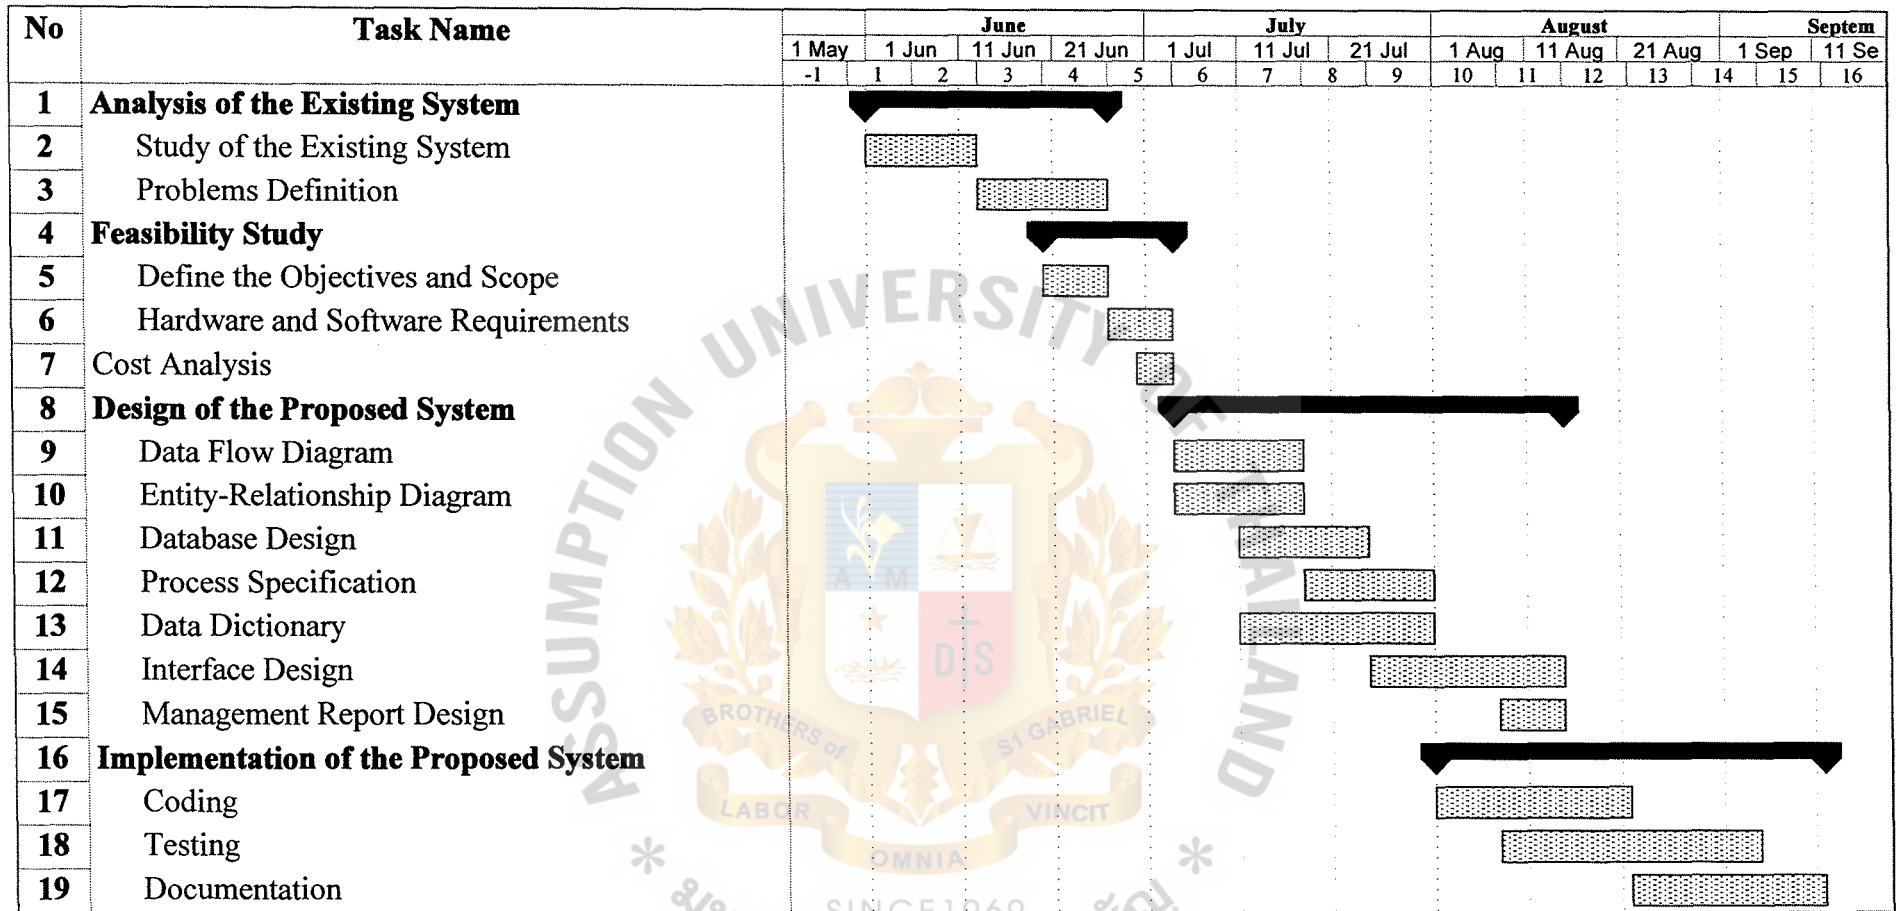 No Task Name June July August Septem
1 May 1 Jun 11 Jun 21 Jun 1 Jul 11 Jul 21 Jul 1 Aug 11 Aug 21 Aug 1 Sep 11 Se
-1 1 2 3 4 5 6 7 8 9 10 11 12 13 14 15 16
1 Analysis of the Existing System
2 Study of the Existing System
3 Problems Definition
4 Feasibility Study
5 Define the Objectives and Scope
6 Hardware and Software Requirements
7 Cost Analysis
8 Design of the Proposed System
9 Data Flow Diagram
10 Entity-Relationship Diagram
11 Database Design
12 Process Specification
13 Data Dictionary
14 Interface Design
15 Management Report Design
16 Implementation of the Proposed System
17 Coding
18 Testing
19 Documentation
ASSUMPTION UNIVERSITY OF THAILAND
A M
D S
BROTHERS of ST GABRIEL
LABOR VINCIT
OMNIA
SINCE1969